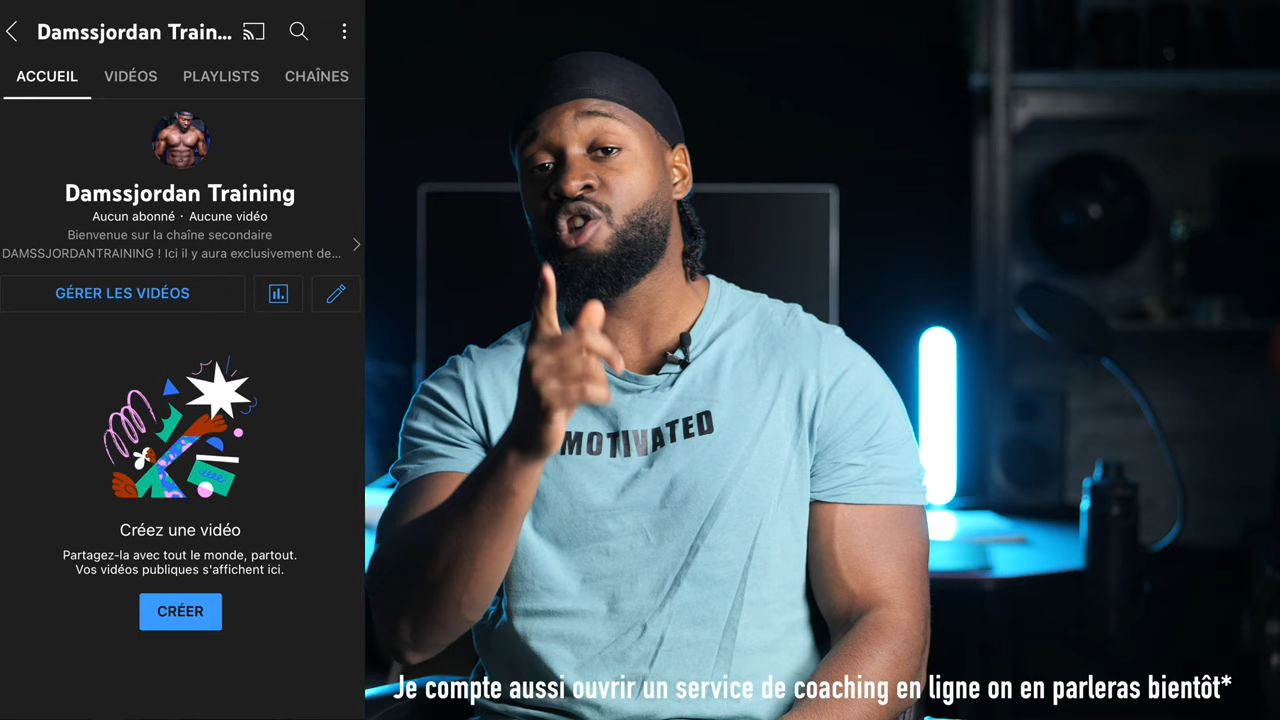 Damssjordan Train...
ACCUEIL VIDÉOS PLAYLISTS CHAÎNES
Damssjordan Training
Aucun abonné · Aucune vidéo
Bienvenue sur la chaîne secondaire
DAMSSJORDANTRAINING ! Ici il y aura exclusivement de...
GÉRER LES VIDÉOS
Créez une vidéo
Partagez-la avec tout le monde, partout.
Vos vidéos publiques s'affichent ici.
CRÉER
MOTIVATED
Je compte aussi ouvrir un service de coaching en ligne on en parleras bientôt*